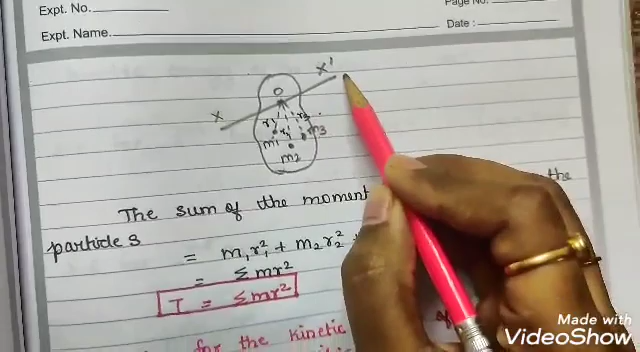 Expt. No.
Page No.
Expt. Name.
Date :
X'
O
X
r1 r2 r3
m1 m3
m2
The sum of the moment the
particles
= m₁r₁² + m₂r₂² +
= Σmr²
I = Σmr²
for the kinetic of
Made with
VideoShow